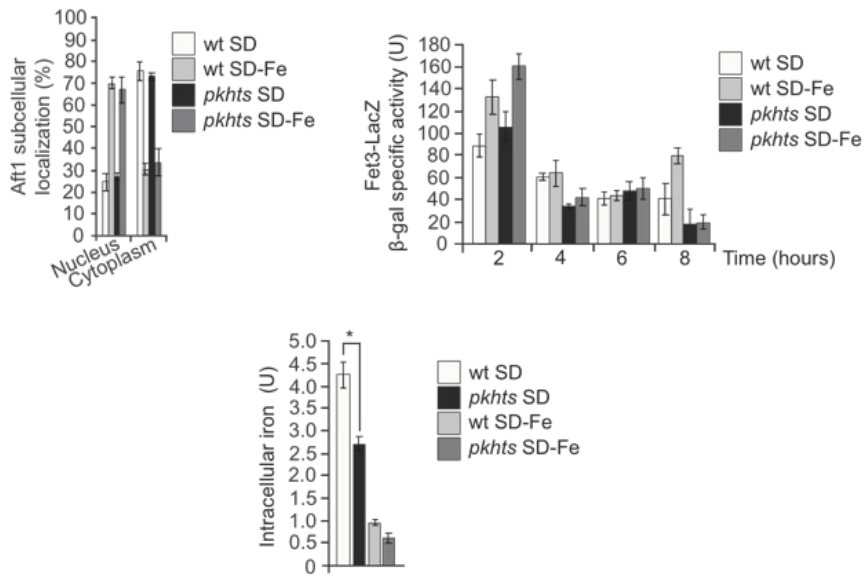 Aft1 subcellular
localization (%)
100
90
80
70
60
50
40
30
20
10
0
Nucleus
Cytoplasm
wt SD
wt SD-Fe
pkhts SD
pkhts SD-Fe
Fet3-LacZ
β-gal specific activity (U)
180
160
140
120
100
80
60
40
20
0
2 4 6 8 Time (hours)
wt SD
wt SD-Fe
pkhts SD
pkhts SD-Fe
Intracellular iron (U)
5.0
4.5
4.0
3.5
3.0
2.5
2.0
1.5
1.0
0.5
0
*
wt SD
pkhts SD
wt SD-Fe
pkhts SD-Fe